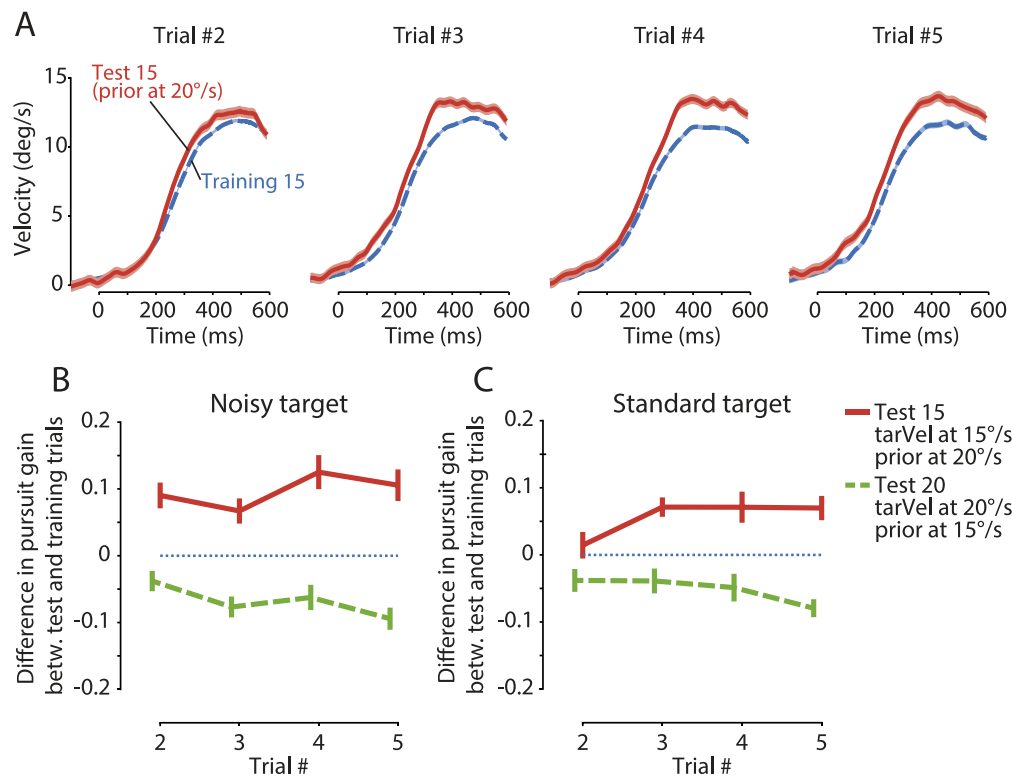 A
Trial #2
Trial #3
Trial #4
Trial #5
Test 15
(prior at 20°/s)
Training 15
Velocity (deg/s)
15
10
5
0
0 200 400 600
Time (ms)
0 200 400 600
Time (ms)
0 200 400 600
Time (ms)
0 200 400 600
Time (ms)
B
Noisy target
Difference in pursuit gain
betw. test and training trials
0.2
0.1
0
-0.1
-0.2
2 3 4 5
Trial #
C
Standard target
Difference in pursuit gain
betw. test and training trials
0.2
0.1
0
-0.1
-0.2
2 3 4 5
Trial #
Test 15
tarVel at 15°/s
prior at 20°/s
Test 20
tarVel at 20°/s
prior at 15°/s